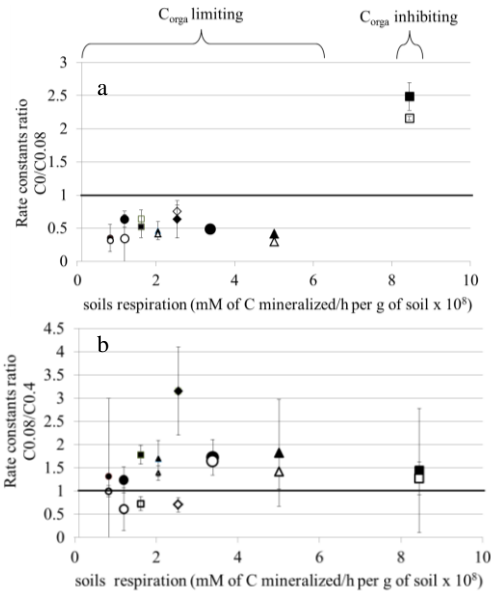 C_orga limiting C_orga inhibiting
3
2.5
2
1.5
1
0.5
0
a
Rate constants ratio
C0/C0.08
0 2 4 6 8 10
soils respiration (mM of C mineralized/h per g of soil x 10⁸)
4.5
4
3.5
3
2.5
2
1.5
1
0.5
0
b
Rate constants ratio
C0.08/C0.4
0 2 4 6 8 10
soils respiration (mM of C mineralized/h per g of soil x 10⁸)